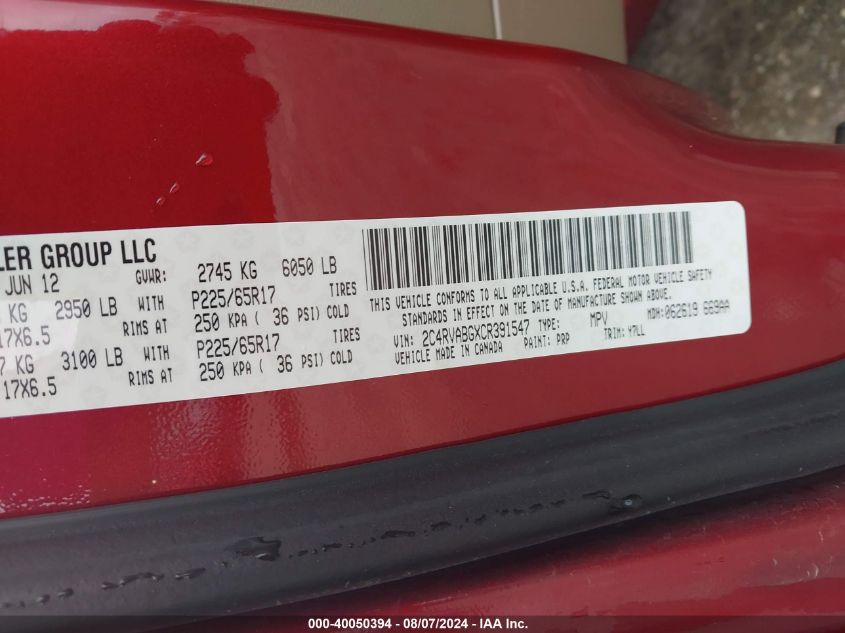 LER GROUP LLC
JUN 12 GVWR: 2745 KG 6050 LB
KG 2950 LB WITH P225/65R17 TIRES
17X6.5 RIMS AT 250 KPA ( 36 PSI) COLD
7 KG 3100 LB WITH P225/65R17 TIRES
17X6.5 RIMS AT 250 KPA ( 36 PSI) COLD
THIS VEHICLE CONFORMS TO ALL APPLICABLE U.S.A. FEDERAL MOTOR VEHICLE SAFETY
STANDARDS IN EFFECT ON THE DATE OF MANUFACTURE SHOWN ABOVE.
VIN: 2C4RVABGXCR391547 TYPE: MPV MDH: 062619 669AA
VEHICLE MADE IN CANADA PAINT: PRP TRIM: Y7LL
000-40050394 - 08/07/2024 - IAA Inc.